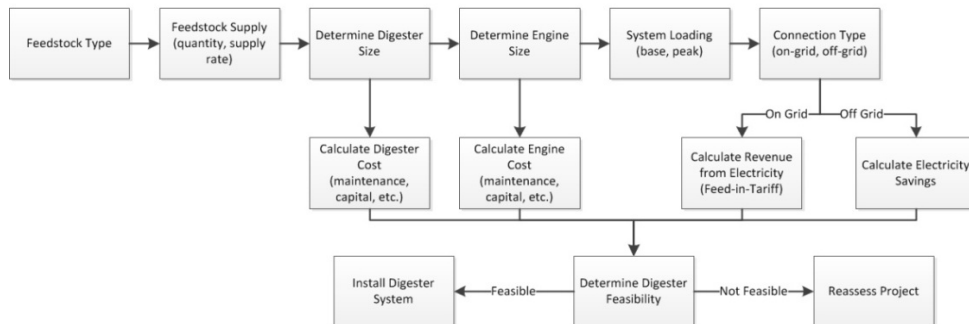 Feedstock Type
Feedstock Supply
(quantity, supply
rate)
Determine Digester
Size
Determine Engine
Size
System Loading
(base, peak)
Connection Type
(on-grid, off-grid)
On Grid
Off Grid
Calculate Digester
Cost
(maintenance,
capital, etc.)
Calculate Engine
Cost
(maintenance,
capital, etc.)
Calculate Revenue
from Electricity
(Feed-in-Tariff)
Calculate Electricity
Savings
Install Digester
System
Feasible
Determine Digester
Feasibility
Not Feasible
Reassess Project